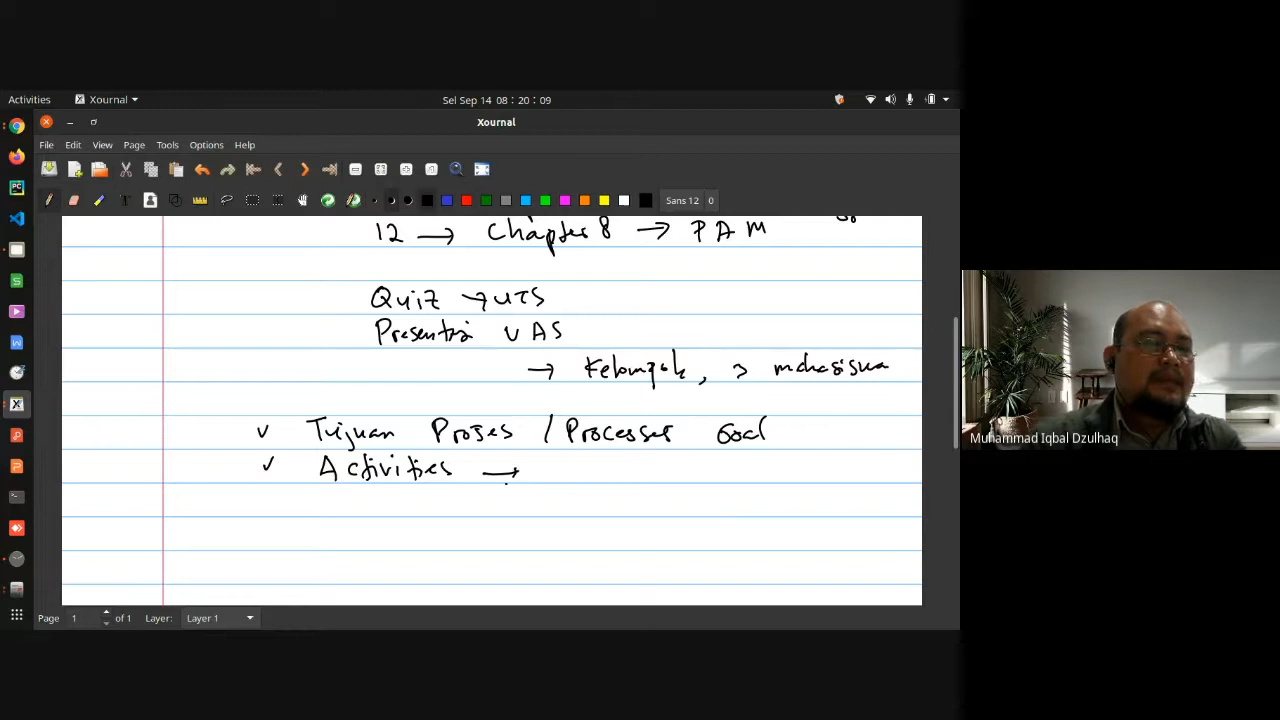 Activities Xournal Sel Sep 14 08:20:09
Xournal
File Edit View Page Tools Options Help
Sans 12
12 → Chapter 8 → PAM
Quiz → UTS
Presentasi UAS
→ Kelompok, 3 mahasiswa
✓ Tujuan Proses / Processes Goal
✓ Activities →
Muhammad Iqbal Dzulhaq
Page 1 of 1 Layer: Layer 1